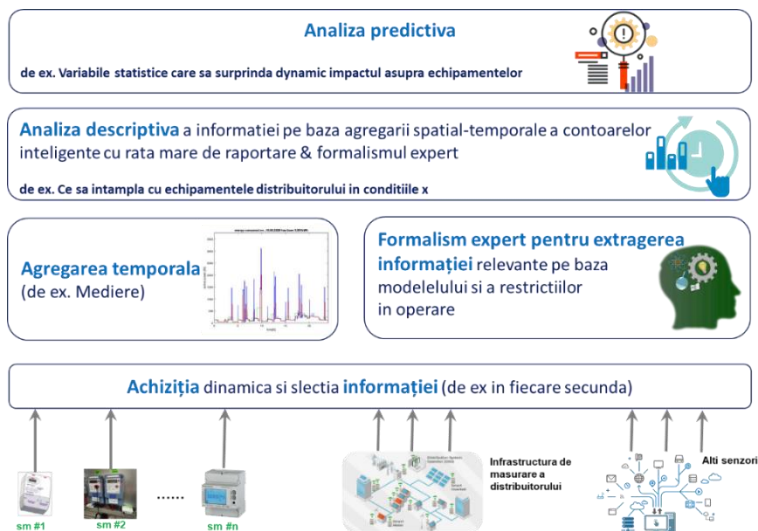 Analiza predictiva
de ex. Variabile statistice care sa surprinda dynamic impactul asupra echipamentelor
Analiza descriptiva a informatiei pe baza agregarii spatial-temporale a contoarelor
inteligente cu rata mare de raportare & formalismul expert
de ex. Ce sa intampla cu echipamentele distribuitorului in conditiile x
Agregarea temporala
(de ex. Mediere)
Formalism expert pentru extragerea
informației relevante pe baza
modelelului si a restrictiilor
in operare
Achiziția dinamica si slectia informației (de ex in fiecare secunda)
Infrastructura de
masurare a
distribuitorului
Alti senzori
sm #1
sm #2
......
sm #n